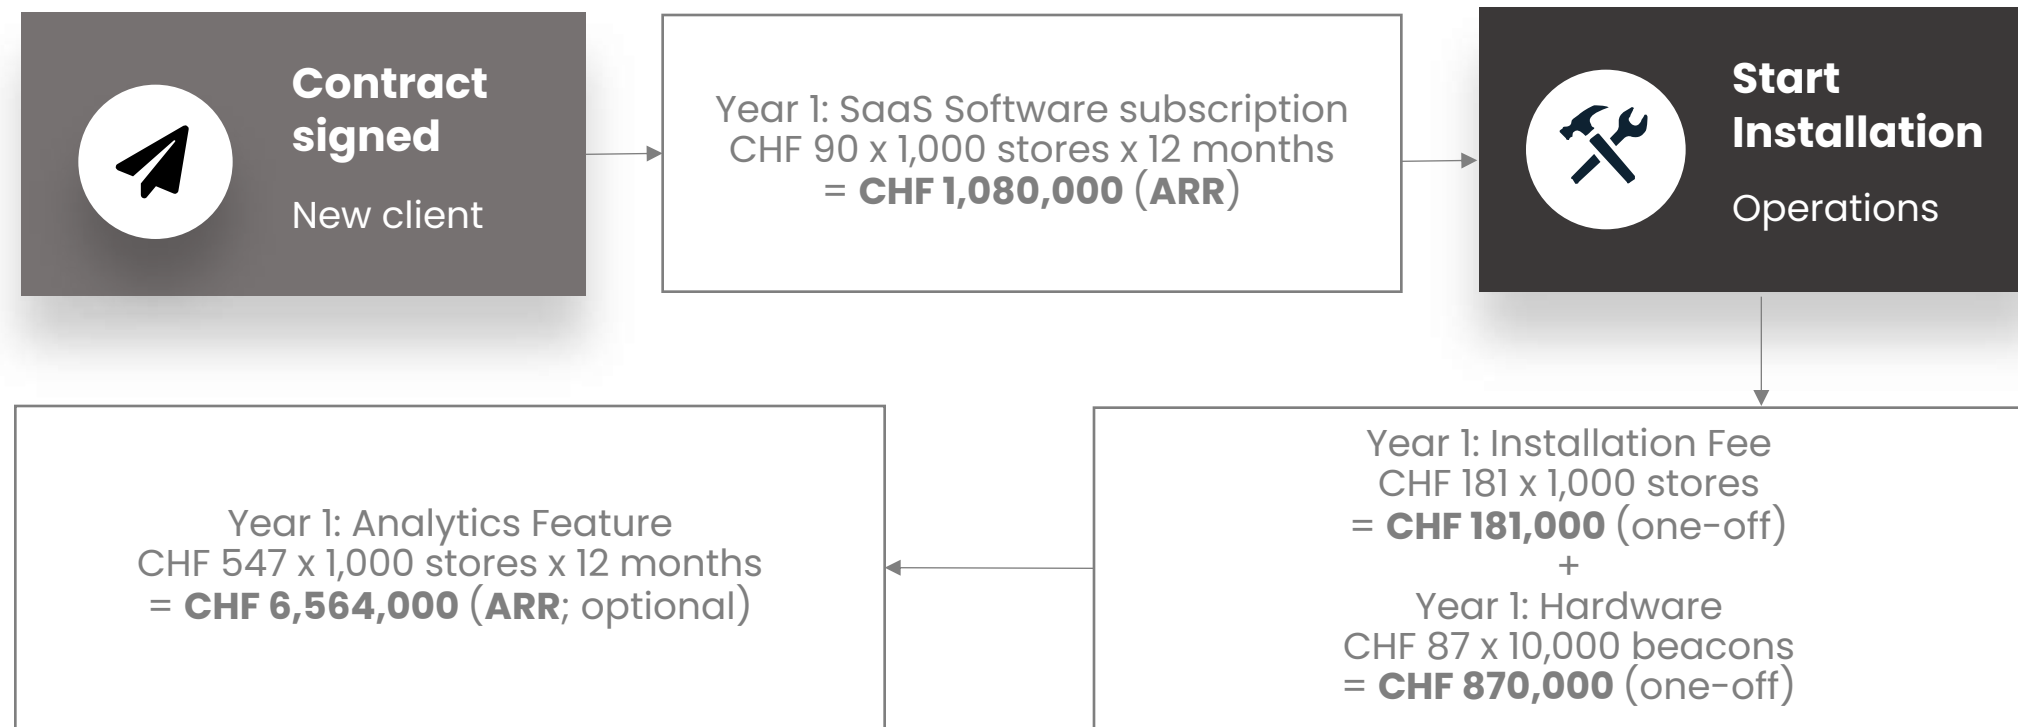 Contract
signed
New client
Year 1: SaaS Software subscription
CHF 90 x 1,000 stores x 12 months
= CHF 1,080,000 (ARR)
Start
Installation
Operations
Year 1: Installation Fee
CHF 181 x 1,000 stores
= CHF 181,000 (one-off)
+
Year 1: Hardware
CHF 87 x 10,000 beacons
= CHF 870,000 (one-off)
Year 1: Analytics Feature
CHF 547 x 1,000 stores x 12 months
= CHF 6,564,000 (ARR; optional)